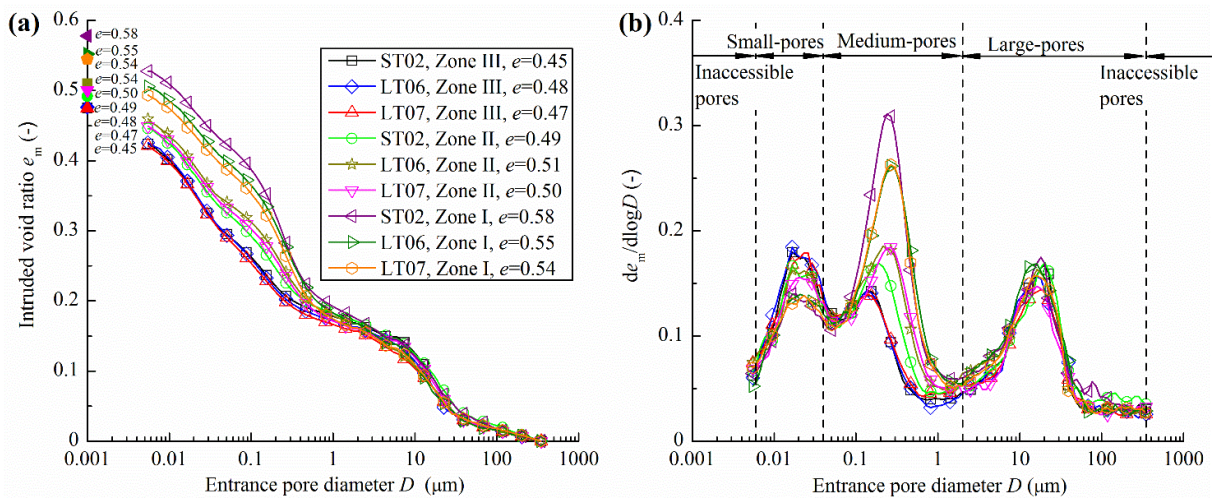 (a)
0.6
0.5
0.4
0.3
0.2
0.1
0
Intruded void ratio em (-)
e=0.58
e=0.55
e=0.54
e=0.54
e=0.50
e=0.49
e=0.48
e=0.47
e=0.45
ST02, Zone III, e=0.45
LT06, Zone III, e=0.48
LT07, Zone III, e=0.47
ST02, Zone II, e=0.49
LT06, Zone II, e=0.51
LT07, Zone II, e=0.50
ST02, Zone I, e=0.58
LT06, Zone I, e=0.55
LT07, Zone I, e=0.54
0.001 0.01 0.1 1 10 100 1000
Entrance pore diameter D (μm)
(b)
0.4
0.3
0.2
0.1
0
dem/dlogD (-)
Small-pores Medium-pores Large-pores
Inaccessible
pores
Inaccessible
pores
0.001 0.01 0.1 1 10 100 1000
Entrance pore diameter D (μm)